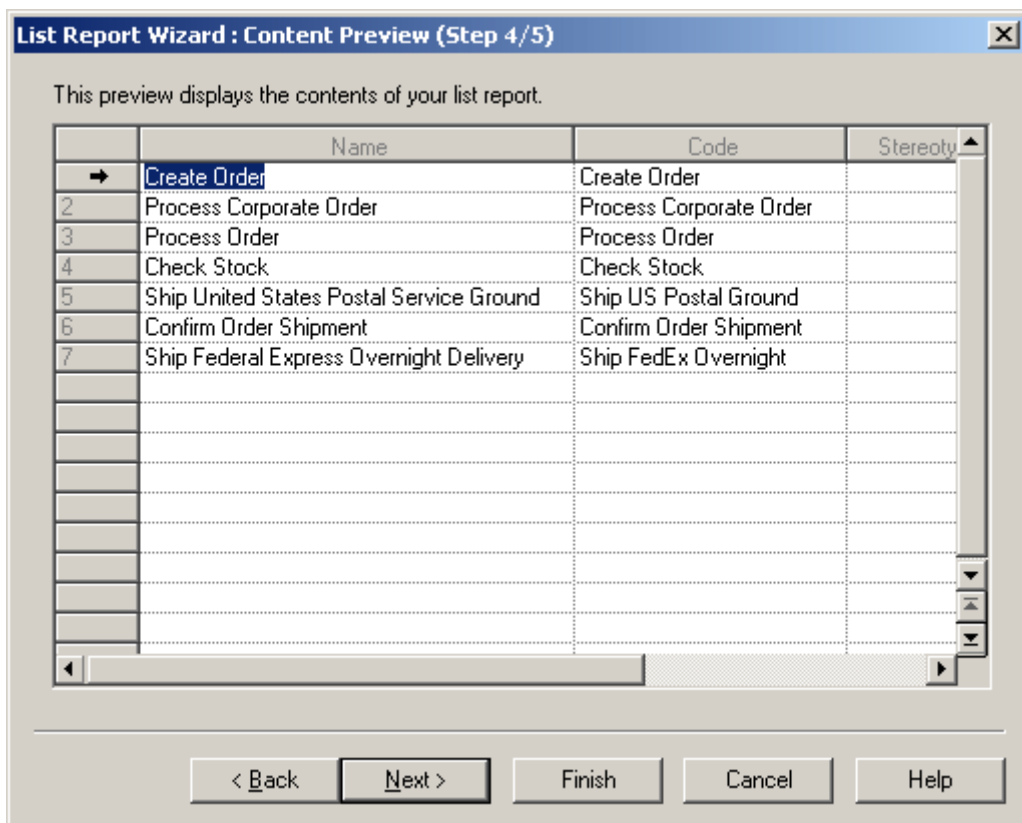 List Report Wizard : Content Preview (Step 4/5)
This preview displays the contents of your list report.
Name Code Stereoty
Create Order Create Order
2 Process Corporate Order Process Corporate Order
3 Process Order Process Order
4 Check Stock Check Stock
5 Ship United States Postal Service Ground Ship US Postal Ground
6 Confirm Order Shipment Confirm Order Shipment
7 Ship Federal Express Overnight Delivery Ship FedEx Overnight
< Back Next > Finish Cancel Help